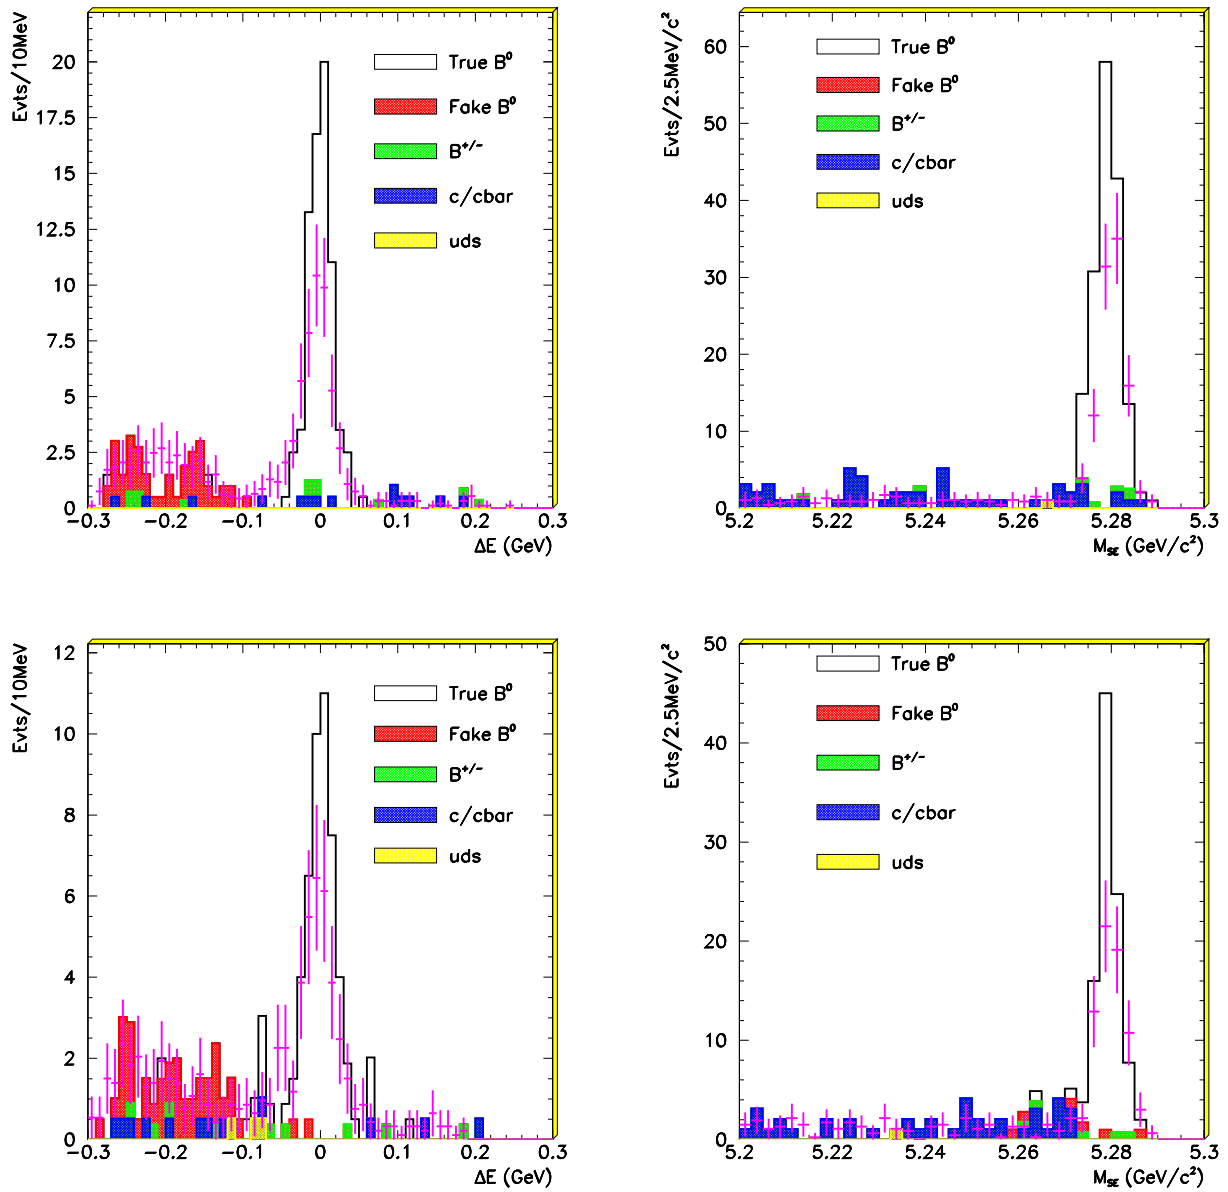 Evts/10MeV
20
17.5
15
12.5
10
7.5
5
2.5
0
True B⁰
Fake B⁰
B⁺/⁻
c/cbar
uds
-0.3 -0.2 -0.1 0 0.1 0.2 0.3
ΔE (GeV)
Evts/2.5MeV/c²
60
50
40
30
20
10
0
True B⁰
Fake B⁰
B⁺/⁻
c/cbar
uds
5.2 5.22 5.24 5.26 5.28 5.3
M_SE (GeV/c²)
Evts/10MeV
12
10
8
6
4
2
0
True B⁰
Fake B⁰
B⁺/⁻
c/cbar
uds
-0.3 -0.2 -0.1 0 0.1 0.2 0.3
ΔE (GeV)
Evts/2.5MeV/c²
50
40
30
20
10
0
True B⁰
Fake B⁰
B⁺/⁻
c/cbar
uds
5.2 5.22 5.24 5.26 5.28 5.3
M_SE (GeV/c²)